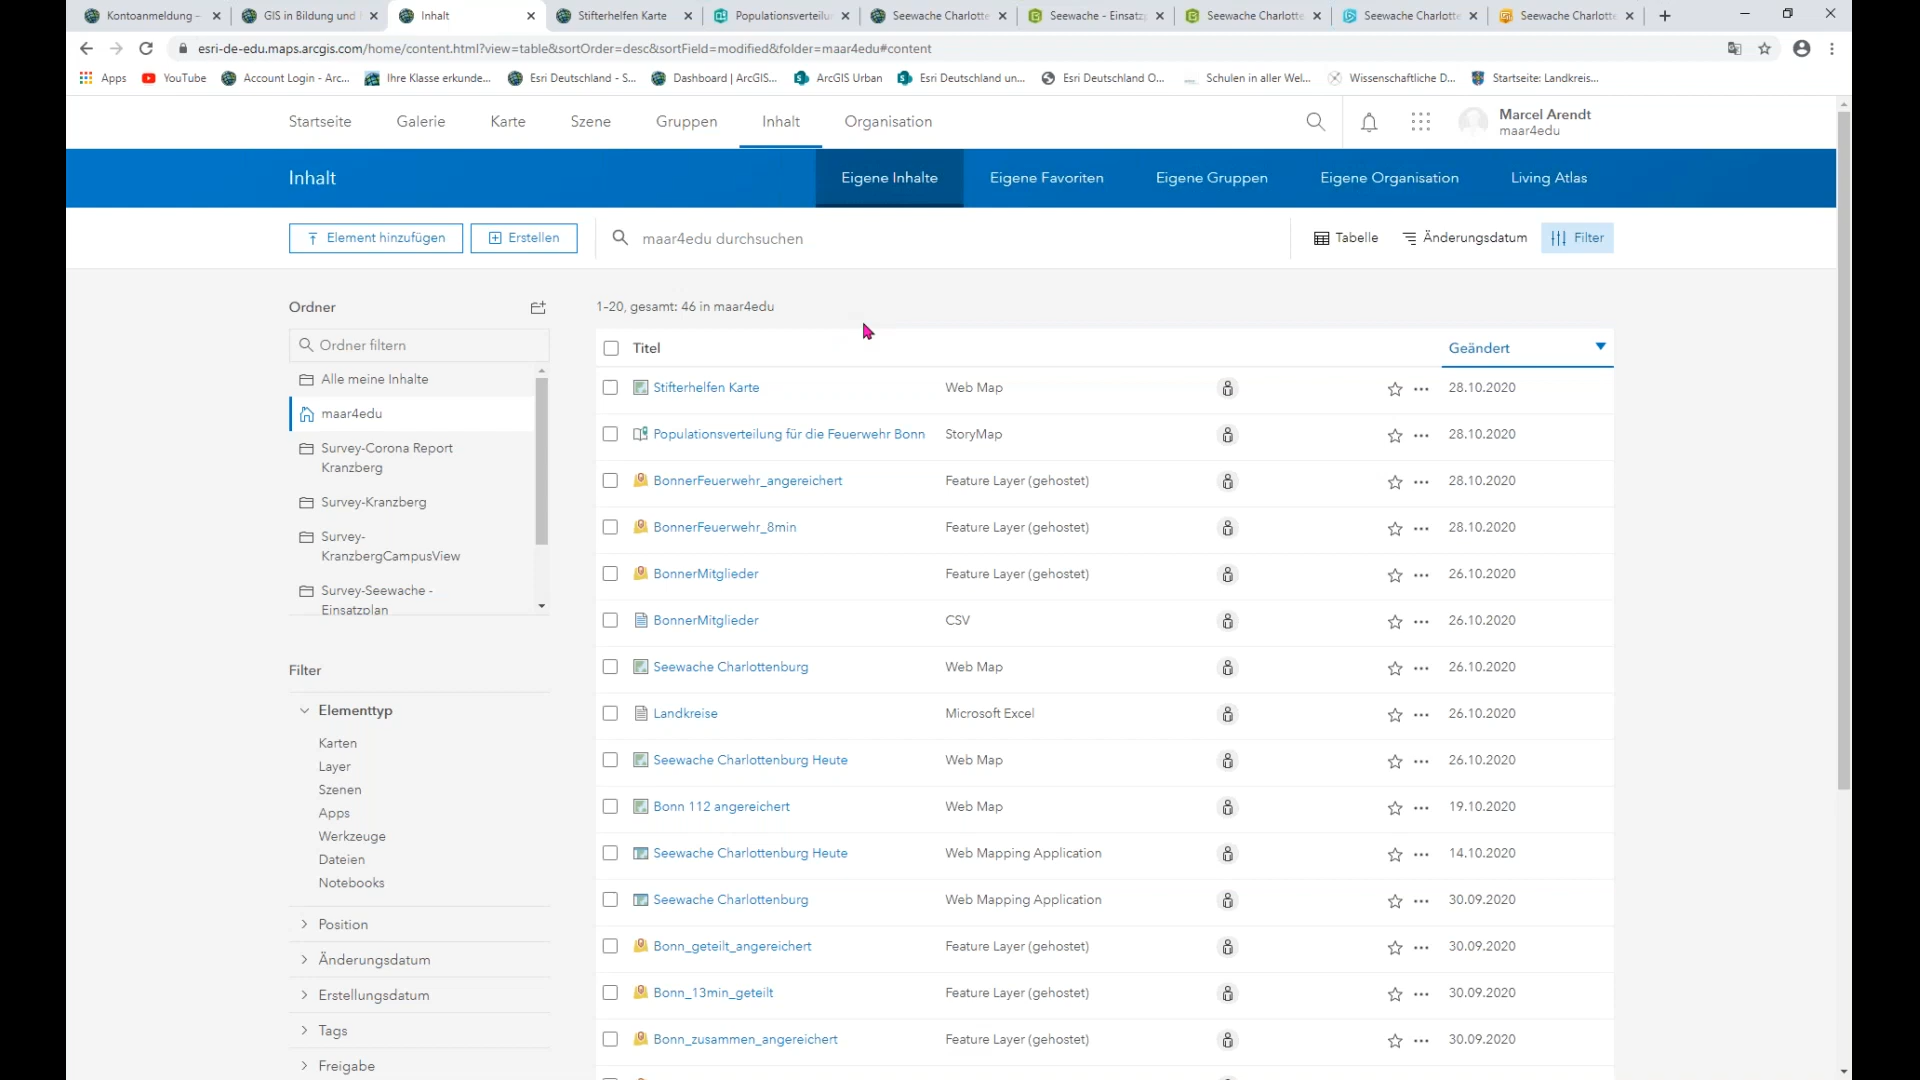 Kontoanmeldung -
GIS in Bildung und
Inhalt
Stifterhelfen Karte
Populationsverteilu
Seewache Charlotte
Seewache - Einsatz
Seewache Charlotte
Seewache Charlotte
Seewache Charlotte
esri-de-edu.maps.arcgis.com/home/content.html?view=table&sortOrder=desc&sortField=modified&folder=maar4edu#content
Apps
YouTube
Account Login - Arc...
Ihre Klasse erkunde...
Esri Deutschland - S...
Dashboard | ArcGIS...
ArcGIS Urban
Esri Deutschland un...
Esri Deutschland O...
Schulen in aller Wel...
Wissenschaftliche D...
Startseite: Landkreis...
Startseite
Galerie
Karte
Szene
Gruppen
Inhalt
Organisation
Marcel Arendt
maar4edu
Inhalt
Eigene Inhalte
Eigene Favoriten
Eigene Gruppen
Eigene Organisation
Living Atlas
Element hinzufügen
Erstellen
maar4edu durchsuchen
Tabelle
Änderungsdatum
Filter
Ordner
Ordner filtern
Alle meine Inhalte
maar4edu
Survey-Corona Report
Kranzberg
Survey-Kranzberg
Survey-
KranzbergCampusView
Survey-Seewache -
Einsatzplan
Filter
Elementtyp
Karten
Layer
Szenen
Apps
Werkzeuge
Dateien
Notebooks
Position
Änderungsdatum
Erstellungsdatum
Tags
Freigabe
1-20, gesamt: 46 in maar4edu
Titel Geändert
Stifterhelfen Karte Web Map 28.10.2020
Populationsverteilung für die Feuerwehr Bonn StoryMap 28.10.2020
BonnerFeuerwehr_angereichert Feature Layer (gehostet) 28.10.2020
BonnerFeuerwehr_8min Feature Layer (gehostet) 28.10.2020
BonnerMitglieder Feature Layer (gehostet) 26.10.2020
BonnerMitglieder CSV 26.10.2020
Seewache Charlottenburg Web Map 26.10.2020
Landkreise Microsoft Excel 26.10.2020
Seewache Charlottenburg Heute Web Map 26.10.2020
Bonn 112 angereichert Web Map 19.10.2020
Seewache Charlottenburg Heute Web Mapping Application 14.10.2020
Seewache Charlottenburg Web Mapping Application 30.09.2020
Bonn_geteilt_angereichert Feature Layer (gehostet) 30.09.2020
Bonn_13min_geteilt Feature Layer (gehostet) 30.09.2020
Bonn_zusammen_angereichert Feature Layer (gehostet) 30.09.2020